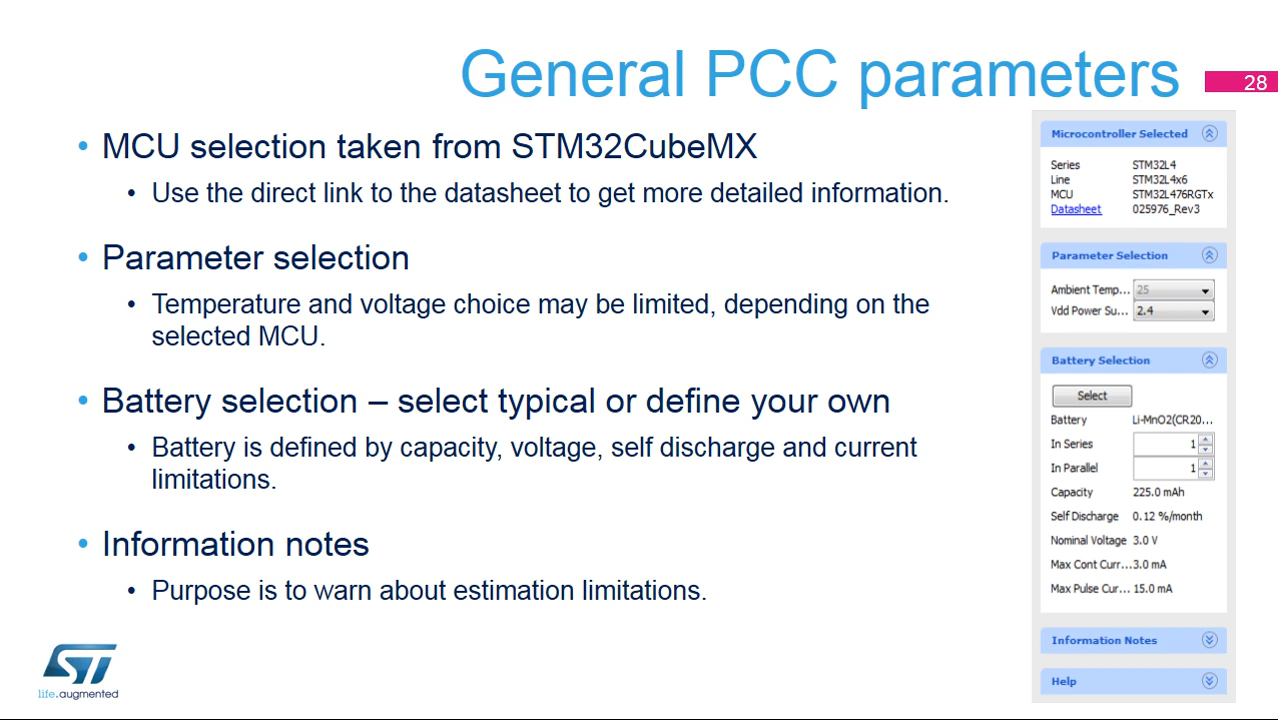 General PCC parameters
28
• MCU selection taken from STM32CubeMX
• Use the direct link to the datasheet to get more detailed information.
• Parameter selection
• Temperature and voltage choice may be limited, depending on the
selected MCU.
• Battery selection – select typical or define your own
• Battery is defined by capacity, voltage, self discharge and current
limitations.
• Information notes
• Purpose is to warn about estimation limitations.
Microcontroller Selected
Series STM32L4
Line STM32L4x6
MCU STM32L476RGTx
Datasheet 025976_Rev3
Parameter Selection
Ambient Temp... 25
Vdd Power Su... 2.4
Battery Selection
Select
Battery Li-MnO2(CR20...
In Series 1
In Parallel 1
Capacity 225.0 mAh
Self Discharge 0.12 %/month
Nominal Voltage 3.0 V
Max Cont Curr... 3.0 mA
Max Pulse Cur... 15.0 mA
Information Notes
Help
ST
life.augmented